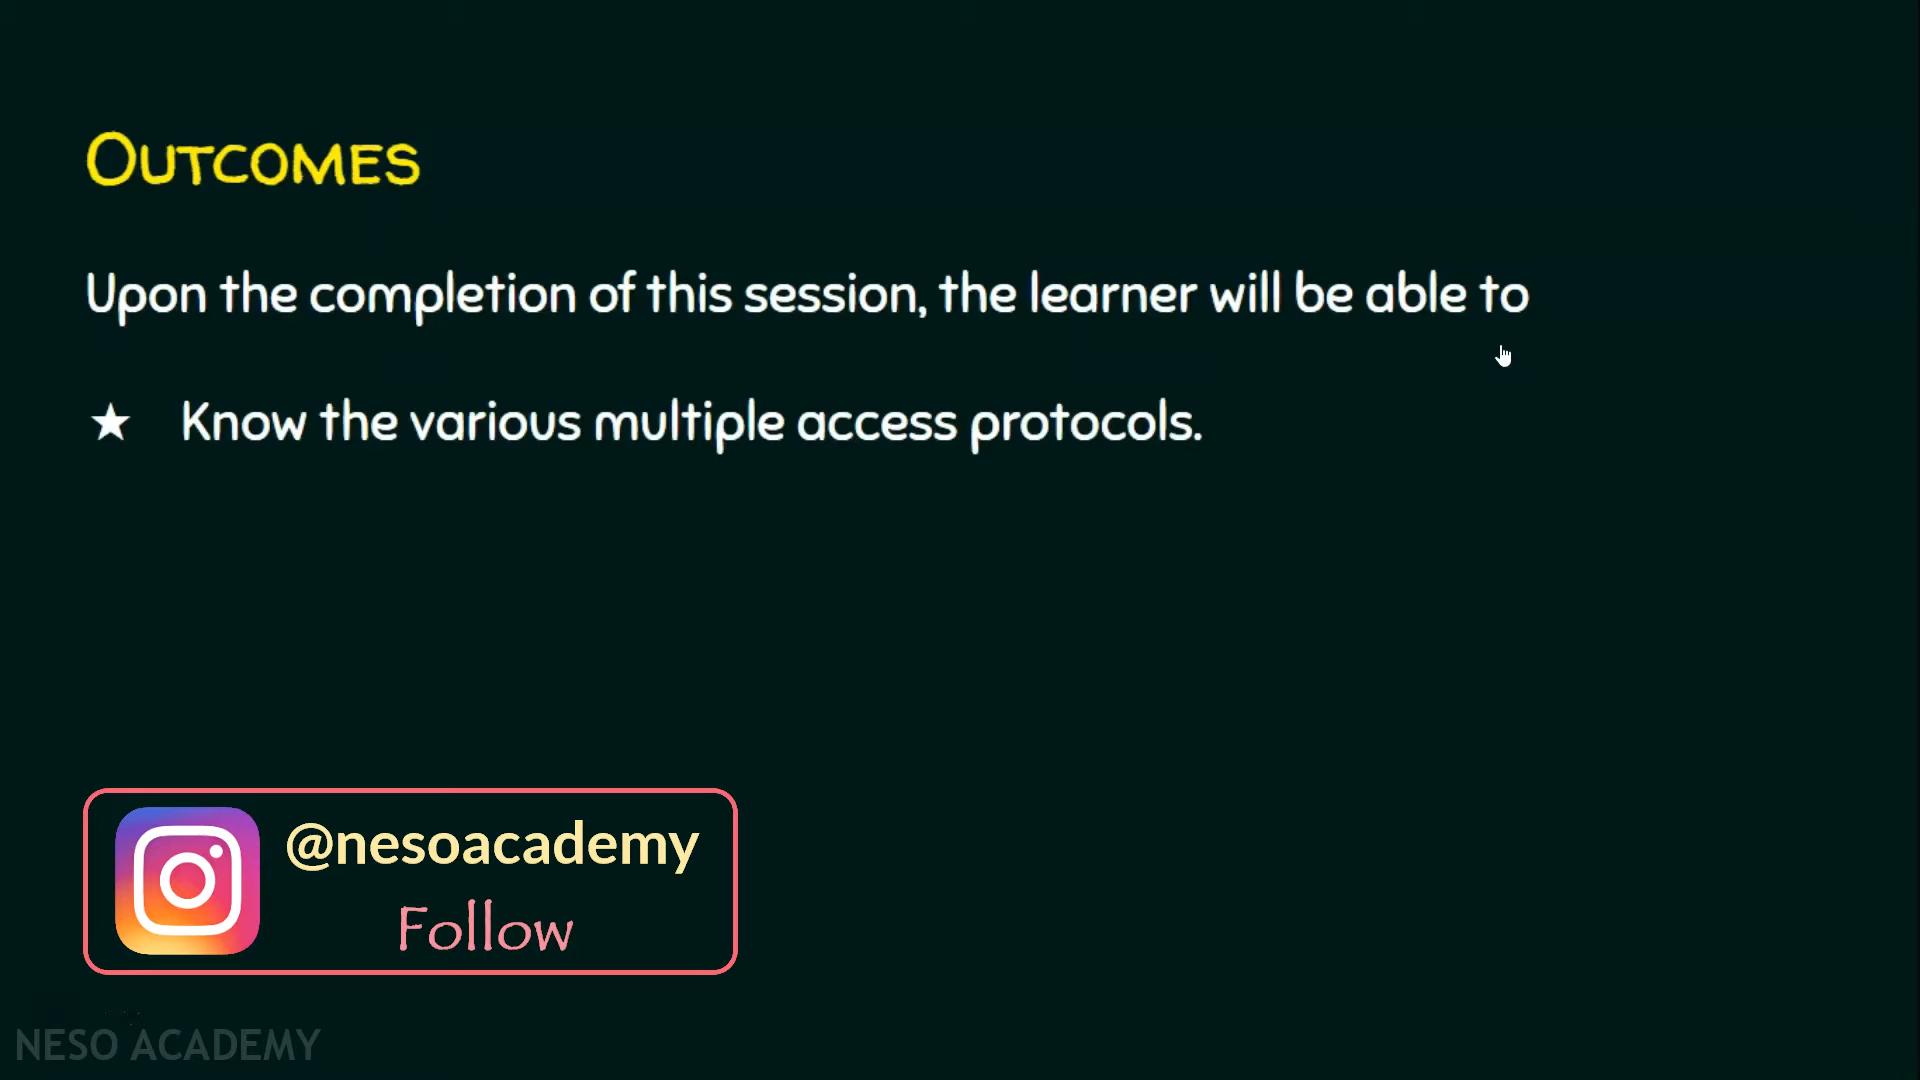 OUTCOMES
Upon the completion of this session, the learner will be able to
★ Know the various multiple access protocols.
@nesoacademy
Follow
NESO ACADEMY